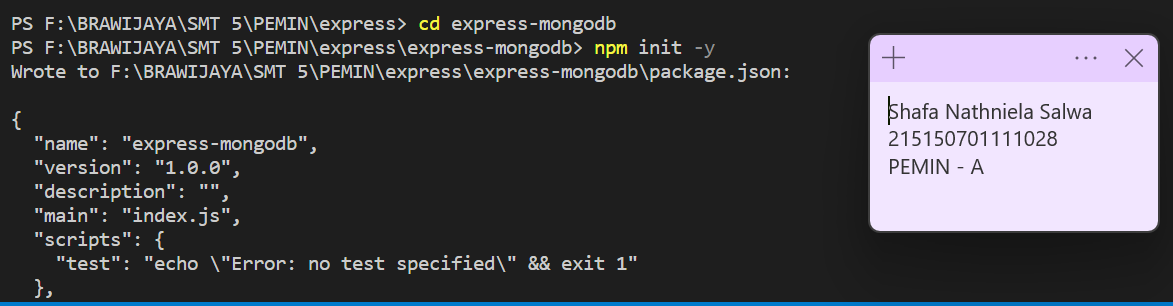 PS F:\BRAWIJAYA\SMT 5\PEMIN\express> cd express-mongodb
PS F:\BRAWIJAYA\SMT 5\PEMIN\express\express-mongodb> npm init -y
Wrote to F:\BRAWIJAYA\SMT 5\PEMIN\express\express-mongodb\package.json:
{
  "name": "express-mongodb",
  "version": "1.0.0",
  "description": "",
  "main": "index.js",
  "scripts": {
    "test": "echo \"Error: no test specified\" && exit 1"
  },
Shafa Nathniela Salwa
215150701111028
PEMIN - A